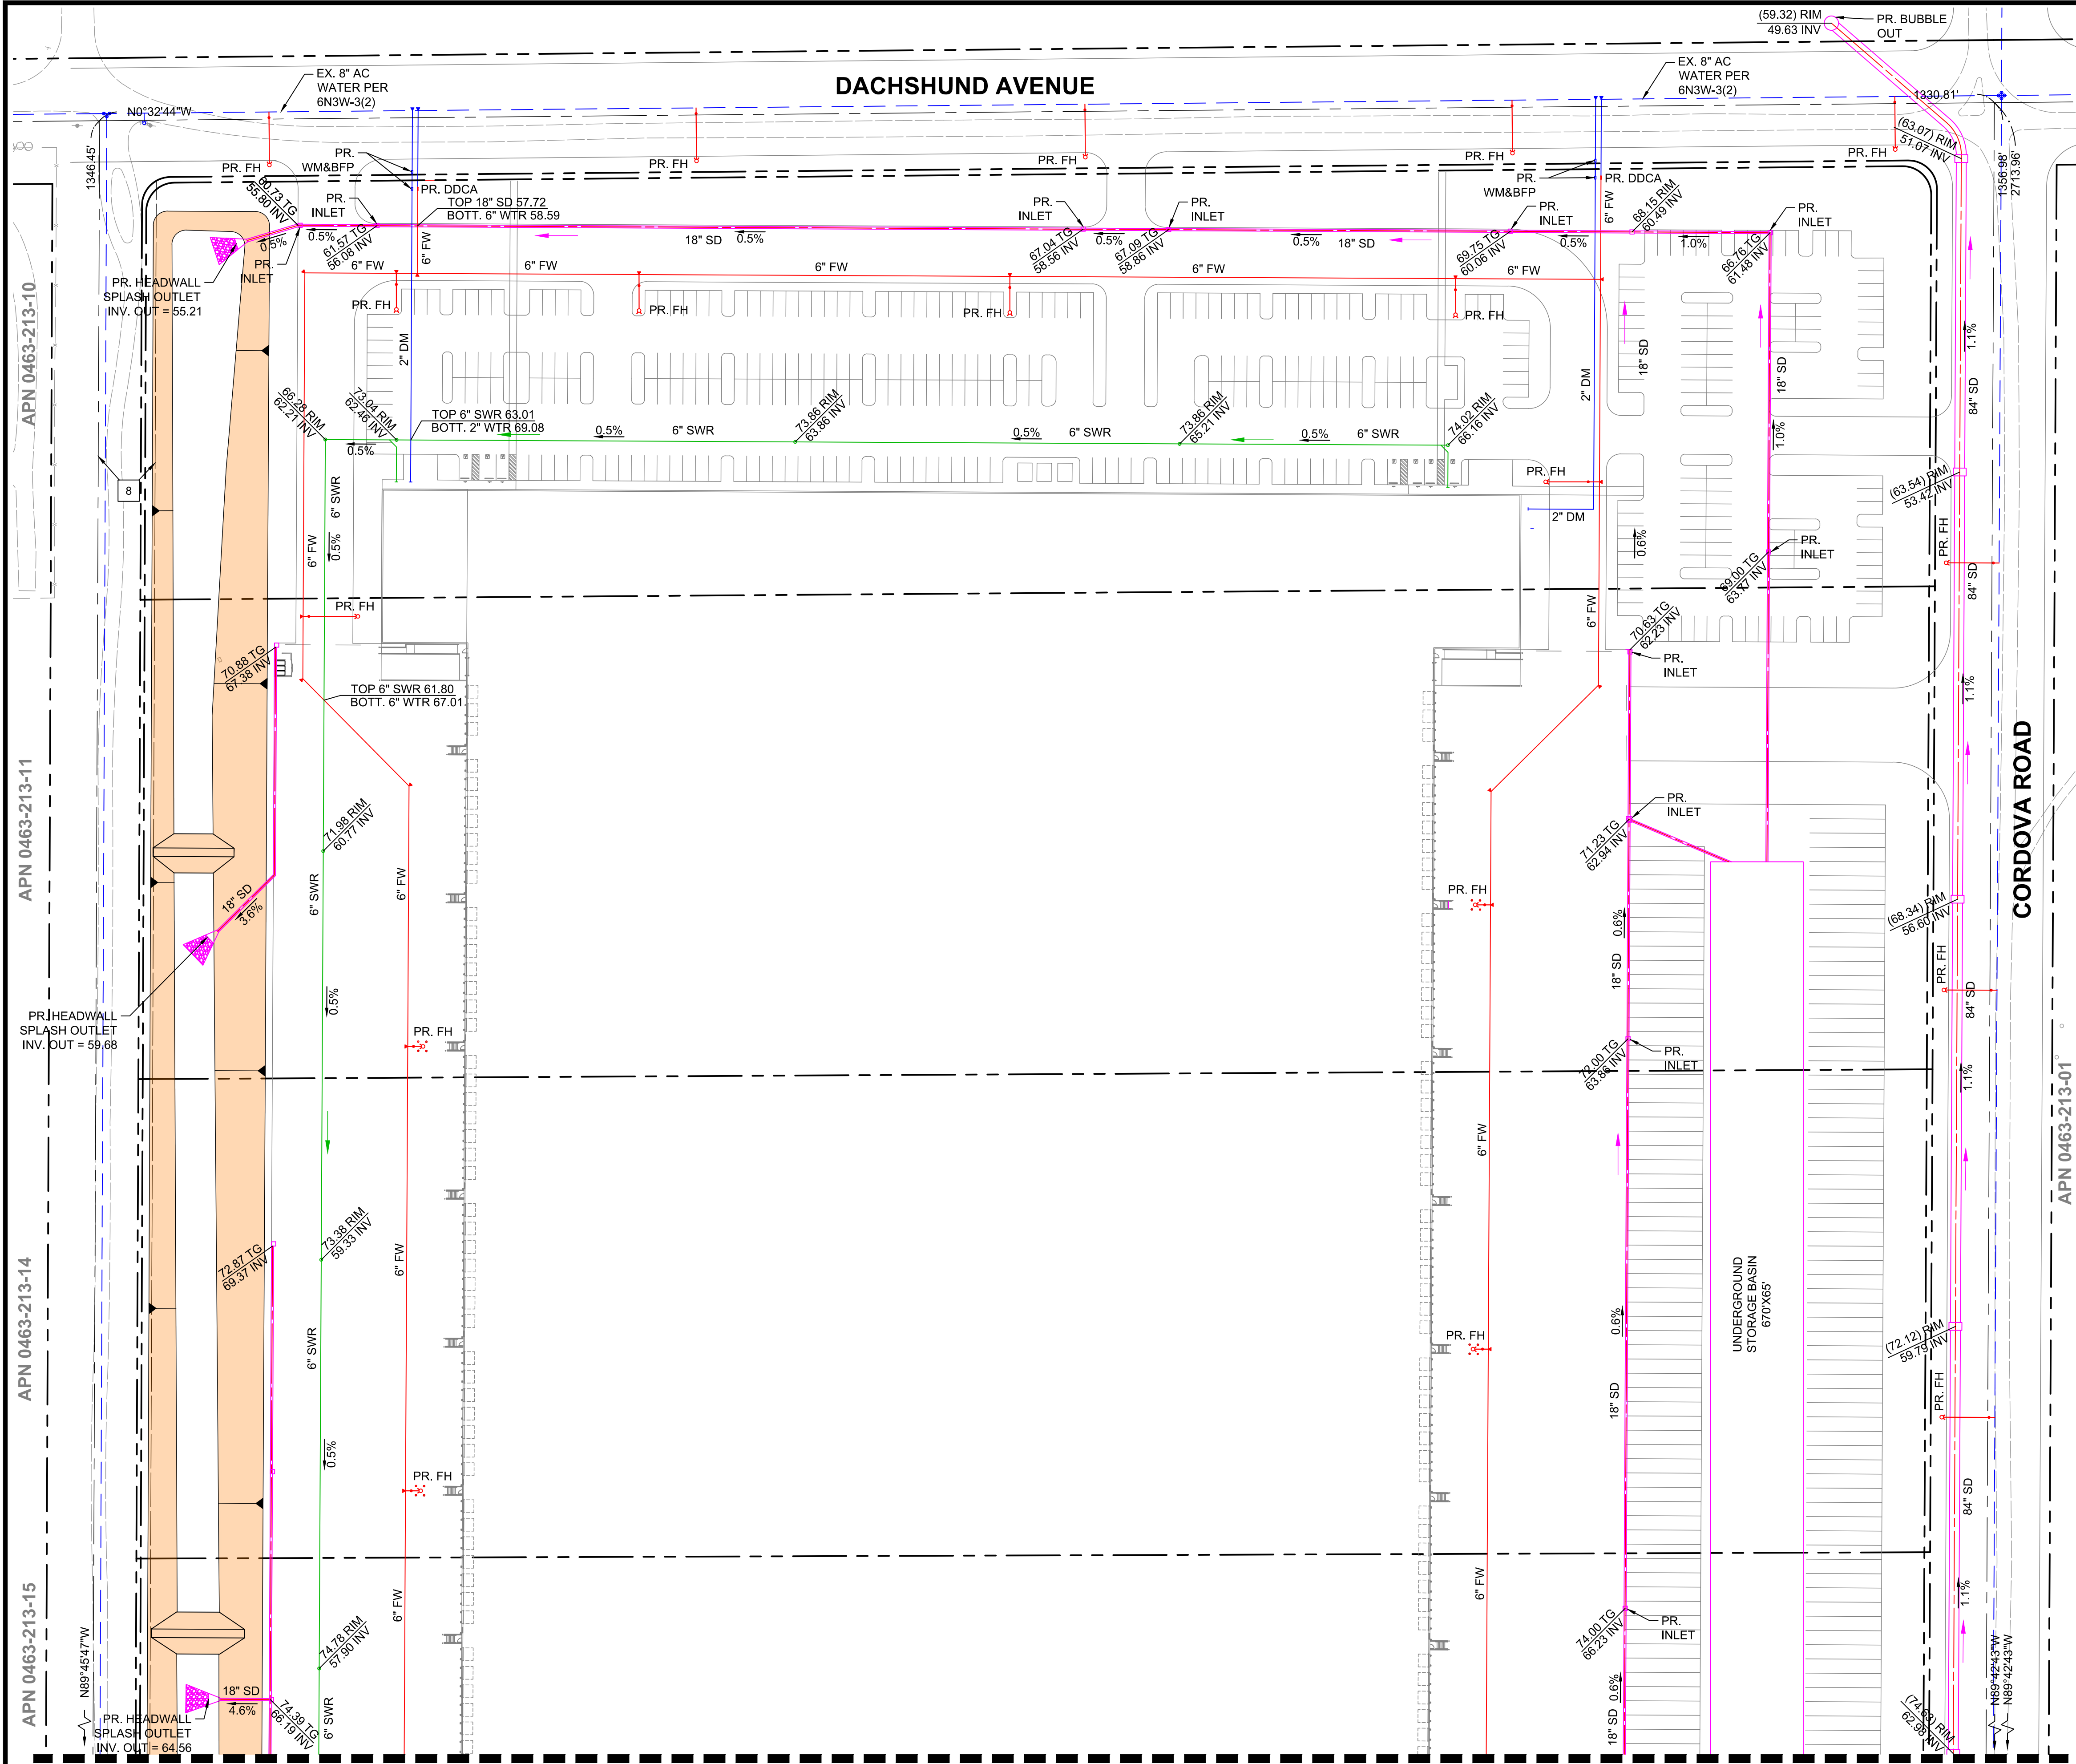 (59.32) RIM
49.63 INV
PR. BUBBLE
OUT
EX. 8" AC
WATER PER
6N3W-3(2)
DACHSHUND AVENUE
EX. 8" AC
WATER PER
6N3W-3(2)
N0°32'44"W
1330.81'
1346.45'
(63.07) RIM
51.07 INV
1356.98'
2713.96'
PR. FH
PR.
WM&BFP
PR. FH
PR. FH
PR. FH
PR. FH
60.73 TG
55.80 INV
PR.
INLET
PR. DDCA
TOP 18" SD 57.72
BOTT. 6" WTR 58.59
PR.
INLET
PR.
INLET
PR.
WM&BFP
PR.
INLET
PR. DDCA
6" FW
68.15 RIM
60.49 INV
PR.
INLET
0.5%
0.5%
61.57 TG
56.08 INV
6" FW
18" SD
0.5%
67.04 TG
58.56 INV
0.5%
67.09 TG
58.86 INV
0.5%
18" SD
69.75 TG
60.06 INV
0.5%
1.0%
66.76 TG
61.48 INV
PR.
INLET
6" FW
6" FW
6" FW
6" FW
6" FW
PR. HEADWALL
SPLASH OUTLET
INV. OUT = 55.21
PR. FH
PR. FH
PR. FH
PR. FH
APN 0463-213-10
2" DM
2" DM
18" SD
18" SD
1.1%
84" SD
66.28 RIM
62.21 INV
73.04 RIM
62.46 INV
TOP 6" SWR 63.01
BOTT. 2" WTR 69.08
0.5%
0.5%
6" SWR
73.86 RIM
63.86 INV
0.5%
6" SWR
73.86 RIM
65.21 INV
0.5%
6" SWR
74.02 RIM
66.16 INV
1.0%
8
PR. FH
(63.54) RIM
53.42 INV
6" SWR
2" DM
6" FW
0.5%
0.6%
PR.
INLET
69.00 TG
63.77 INV
PR. FH
84" SD
PR. FH
6" FW
70.63 TG
62.23 INV
PR.
INLET
70.88 TG
67.38 INV
TOP 6" SWR 61.80
BOTT. 6" WTR 67.01
1.1%
CORDOVA ROAD
APN 0463-213-11
71.98 RIM
60.77 INV
PR.
INLET
71.23 TG
62.94 INV
6" FW
18" SD
3.6%
6" SWR
PR. FH
0.6%
(68.34) RIM
56.60 INV
PR. FH
18" SD
84" SD
0.5%
PR. HEADWALL
SPLASH OUTLET
INV. OUT = 59.68
PR. FH
72.00 TG
63.86 INV
PR.
INLET
1.1%
APN 0463-213-01
6" FW
72.87 TG
69.37 INV
73.38 RIM
59.33 INV
6" FW
APN 0463-213-14
UNDERGROUND
STORAGE BASIN
670'X65'
6" SWR
0.6%
PR. FH
(72.12) RIM
59.79 INV
PR. FH
18" SD
0.5%
PR. FH
84" SD
6" FW
6" FW
APN 0463-213-15
74.78 RIM
57.90 INV
1.1%
74.00 TG
66.23 INV
PR.
INLET
N89°45'47"W
18" SD
4.6%
6" SWR
0.6%
18" SD
N89°42'43"W
N89°42'43"W
PR. HEADWALL
SPLASH OUTLET
INV. OUT = 64.56
74.39 TG
66.19 INV
(74.63) RIM
62.98 INV